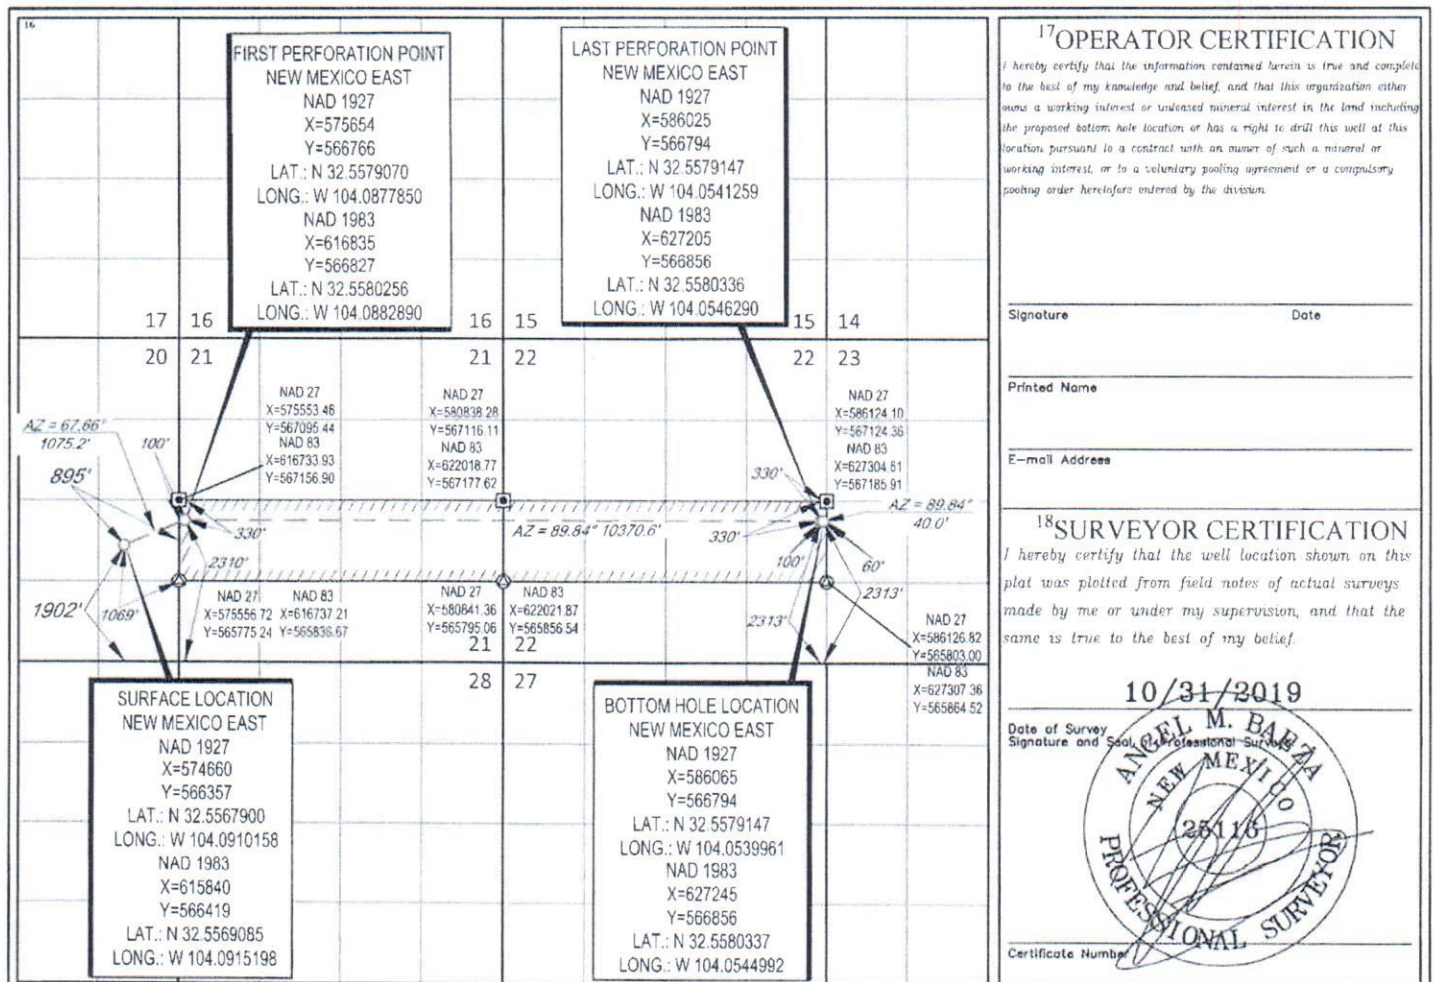 16
FIRST PERFORATION POINT
NEW MEXICO EAST
NAD 1927
X=575654
Y=566766
LAT.: N 32.5579070
LONG.: W 104.0877850
NAD 1983
X=616835
Y=566827
LAT.: N 32.5580256
LONG.: W 104.0882890
LAST PERFORATION POINT
NEW MEXICO EAST
NAD 1927
X=586025
Y=566794
LAT.: N 32.5579147
LONG.: W 104.0541259
NAD 1983
X=627205
Y=566856
LAT.: N 32.5580336
LONG.: W 104.0546290
17 16
16 15
15 14
20 21
21 22
22 23
NAD 27
X=575553.46
Y=567095.44
NAD 83
X=616733.93
Y=567156.90
NAD 27
X=580838.28
Y=567116.11
NAD 83
X=622018.77
Y=567177.62
NAD 27
X=586124.10
Y=567124.36
NAD 83
X=627304.61
Y=567185.91
AZ = 67.66°
1075.2'
100'
895'
330'
330'
AZ = 89.84°
40.0'
AZ = 89.84° 10370.6'
330'
2310'
100'
60'
1902'
1069'
2313'
2313'
NAD 27
X=575556.72
Y=565775.24
NAD 83
X=616737.21
Y=565836.67
NAD 27
X=580841.36
Y=565795.06
NAD 83
X=622021.87
Y=565856.54
NAD 27
X=586126.82
Y=565803.00
NAD 83
X=627307.36
Y=565864.52
21 22
28 27
SURFACE LOCATION
NEW MEXICO EAST
NAD 1927
X=574660
Y=566357
LAT.: N 32.5567900
LONG.: W 104.0910158
NAD 1983
X=615840
Y=566419
LAT.: N 32.5569085
LONG.: W 104.0915198
BOTTOM HOLE LOCATION
NEW MEXICO EAST
NAD 1927
X=586065
Y=566794
LAT.: N 32.5579147
LONG.: W 104.0539961
NAD 1983
X=627245
Y=566856
LAT.: N 32.5580337
LONG.: W 104.0544992
17 OPERATOR CERTIFICATION
I hereby certify that the information contained herein is true and complete
to the best of my knowledge and belief, and that this organization either
owns a working interest or unleased mineral interest in the land including
the proposed bottom hole location or has a right to drill this well at this
location pursuant to a contract with an owner of such a mineral or
working interest, or to a voluntary pooling agreement or a compulsory
pooling order heretofore entered by the division.
Signature Date
Printed Name
E-mail Address
18 SURVEYOR CERTIFICATION
I hereby certify that the well location shown on this
plat was plotted from field notes of actual surveys
made by me or under my supervision, and that the
same is true to the best of my belief.
10/31/2019
Date of Survey
Signature and Seal of Professional Surveyor
ANGEL M. BAEZA
NEW MEXICO
25116
PROFESSIONAL SURVEYOR
Certificate Number